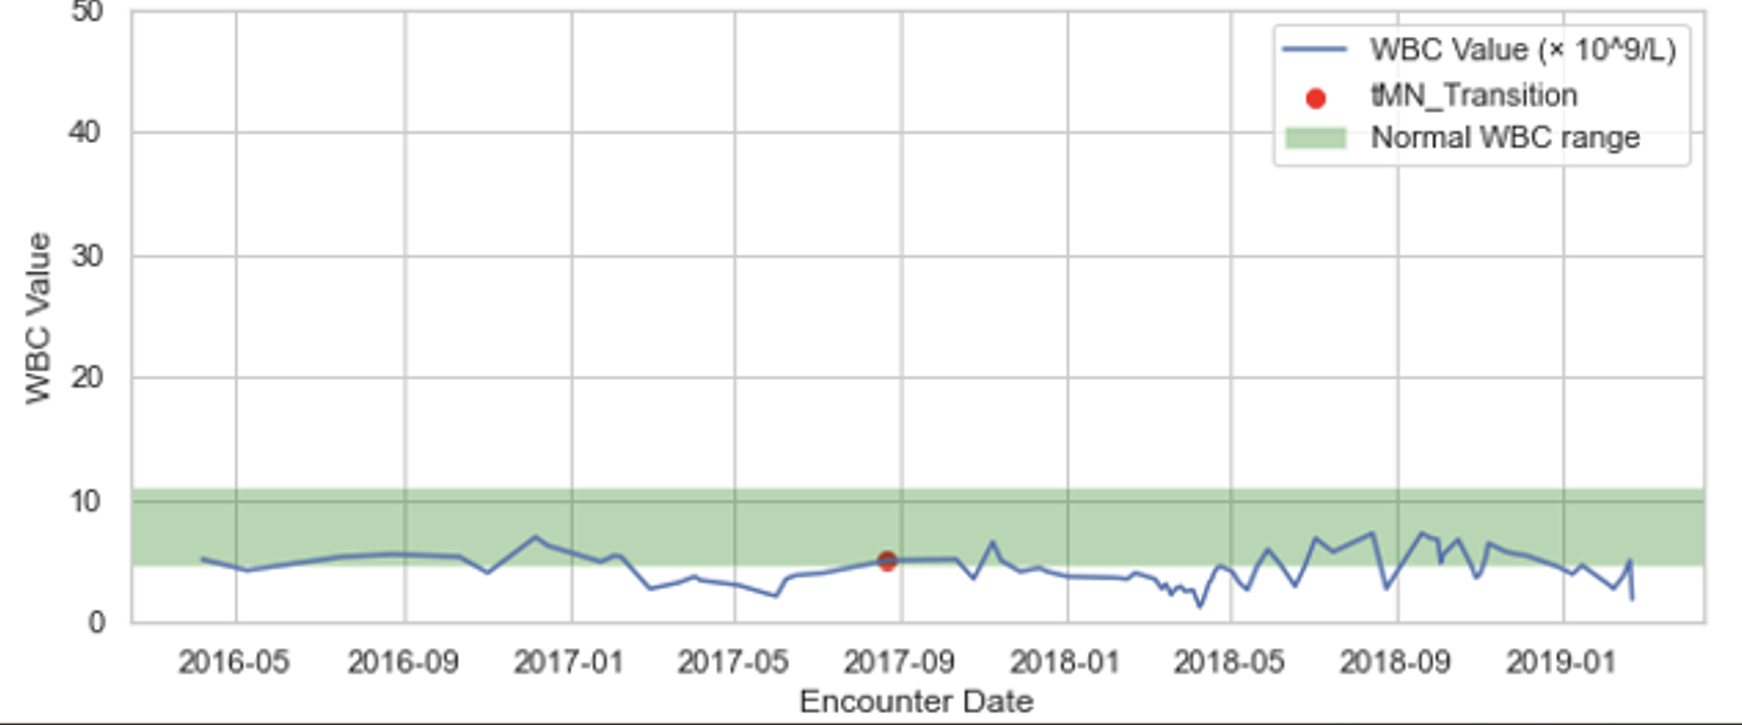 50
WBC Value (× 10^9/L)
tMN_Transition
40
Normal WBC range
30
WBC Value
20
10
0
2016-05 2016-09 2017-01 2017-05 2017-09 2018-01 2018-05 2018-09 2019-01
Encounter Date